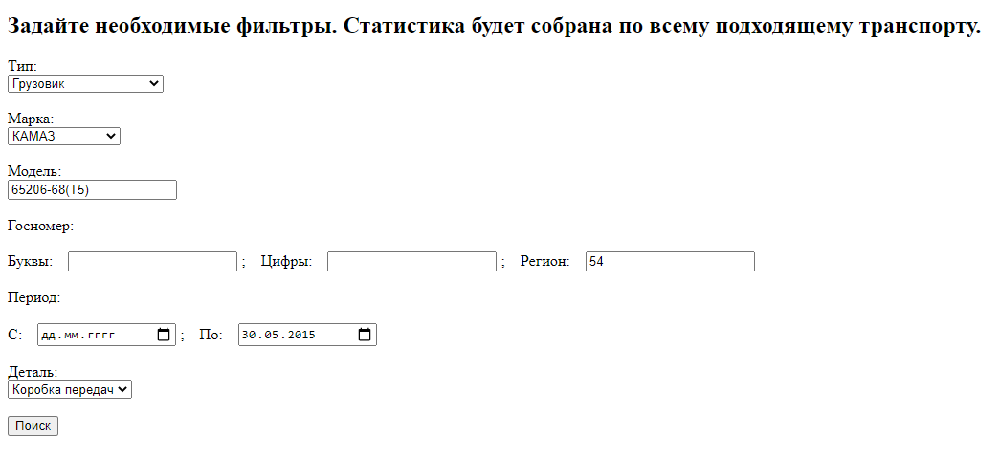 Задайте необходимые фильтры. Статистика будет собрана по всему подходящему транспорту.
Тип:
Грузовик
Марка:
КАМАЗ
Модель:
65206-68(Т5)
Госномер:
Буквы: ; Цифры: ; Регион: 54
Период:
С: дд.мм.гггг ; По: 30.05.2015
Деталь:
Коробка передач
Поиск